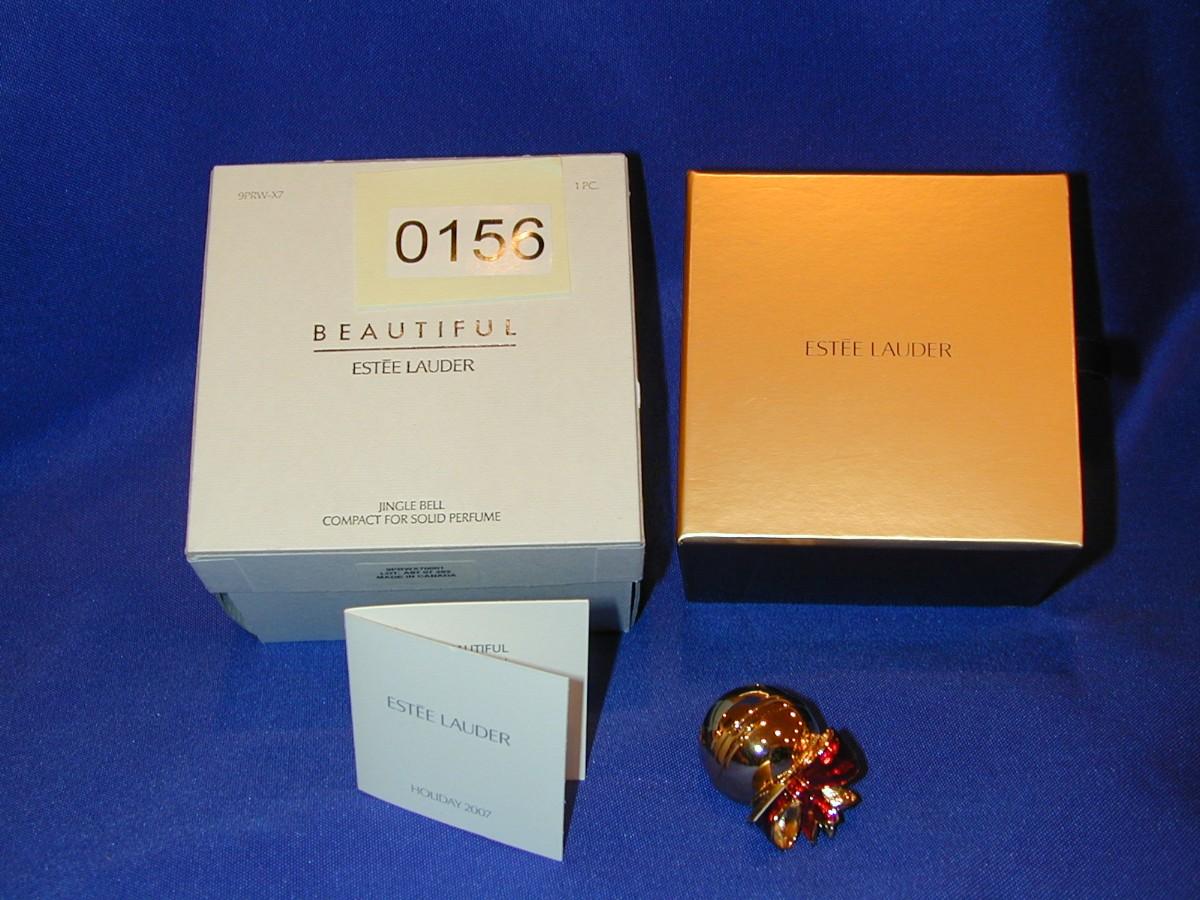 9PRW-X7
1 PC.
0156
BEAUTIFUL
ESTĒE LAUDER
JINGLE BELL
COMPACT FOR SOLID PERFUME
MADE IN CANADA
ESTĒE LAUDER
AUTIFUL
ESTĒE LAUDER
HOLIDAY 2007